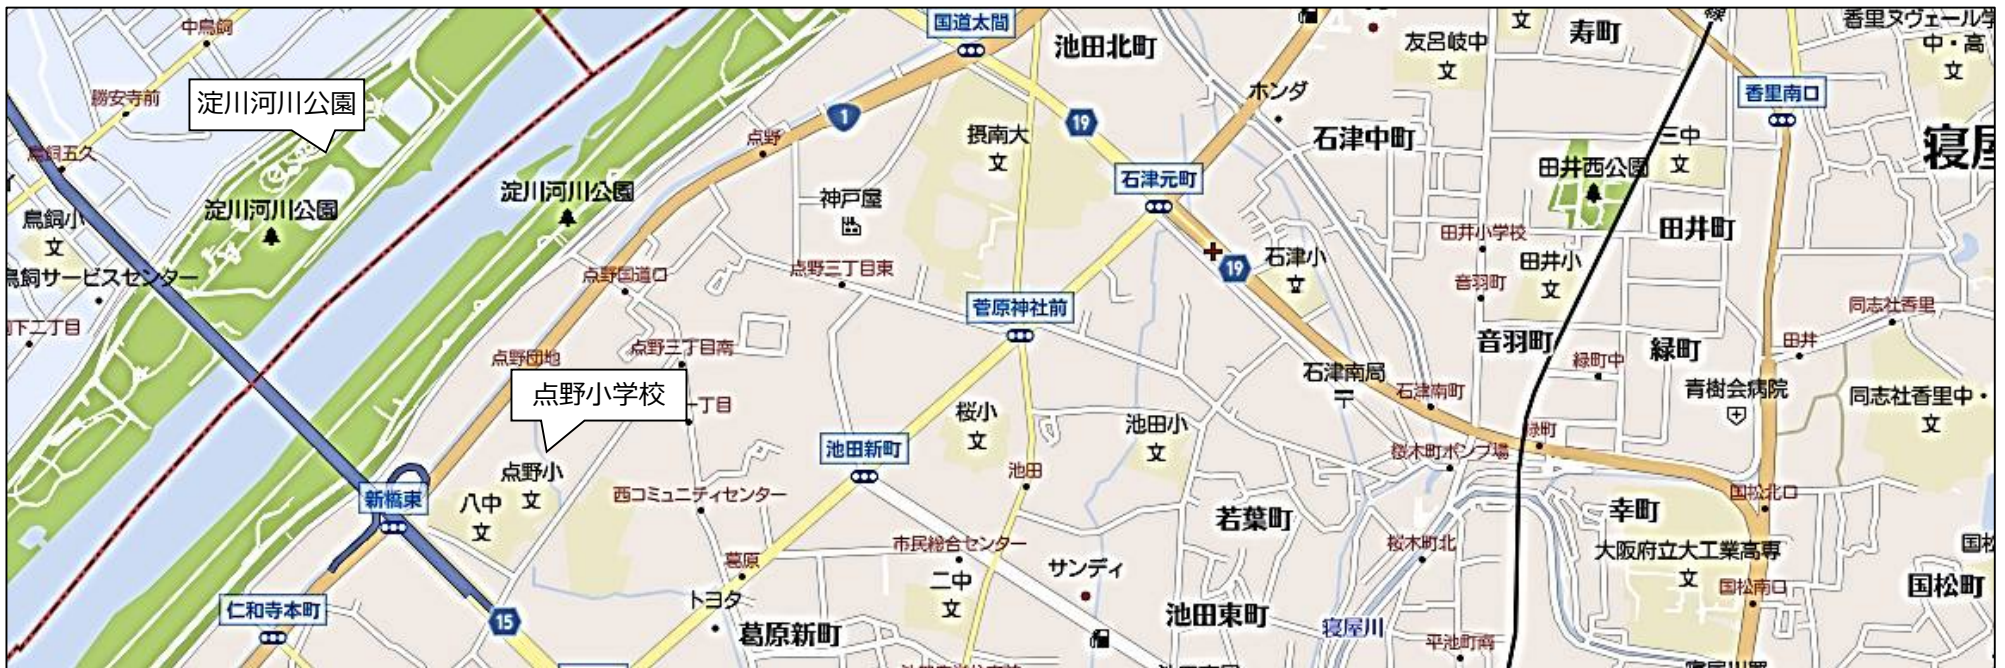 中鳥飼
国道太間
池田北町
友呂岐中
文
文
寿町
香里ヌヴェール学
中・高
文
勝安寺前
淀川河川公園
1
19
ホンダ
香里南口
鳥飼五久
点野
摂南大
文
石津中町
三中
文
寝屋
田井西公園
石津元町
淀川河川公園
淀川河川公園
神戸屋
鳥飼小
文
田井小学校
田井町
鳥飼サービスセンター
点野国道口
点野三丁目東
19
石津小
文
田井小
文
音羽町
菅原神社前
同志社香里
下二丁目
点野団地
点野三丁目南
音羽町
緑町
田井
緑町中
石津南局
石津南町
青樹会病院
同志社香里中・
文
点野小学校
丁目
桜小
文
池田小
文
緑町
池田新町
桜木町ポンプ場
点野小
文
池田
新橋東
八中
文
西コミュニティセンター
国松北口
若葉町
幸町
葛原
市民総合センター
サンディ
桜木町北
大阪府立大工業高専
文
国松
二中
文
国松南口
国松町
トヨタ
仁和寺本町
15
葛原新町
池田東町
寝屋川
平池町南